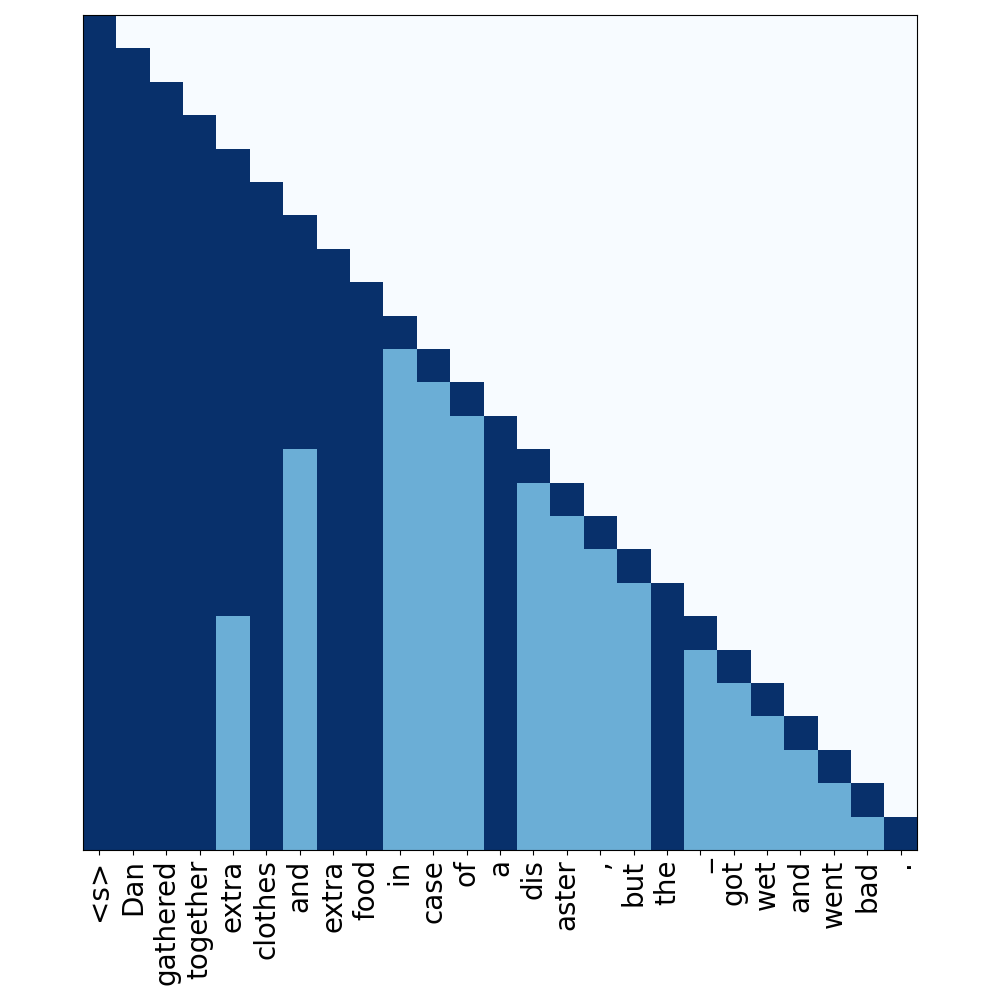 <s> Dan gathered together extra clothes and extra food in case of a dis aster , but the _ got wet and went bad .